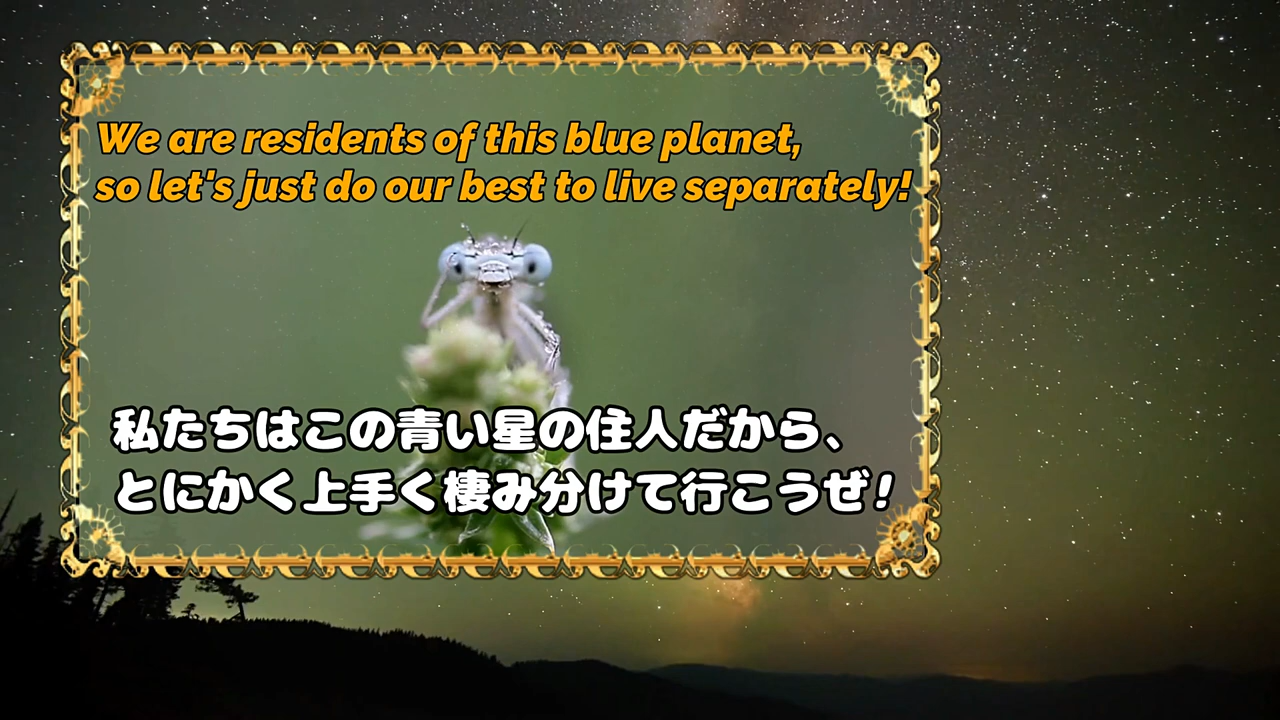 We are residents of this blue planet,
so let's just do our best to live separately!
私たちはこの青い星の住人だから、
とにかく上手く棲み分けて行こうぜ!